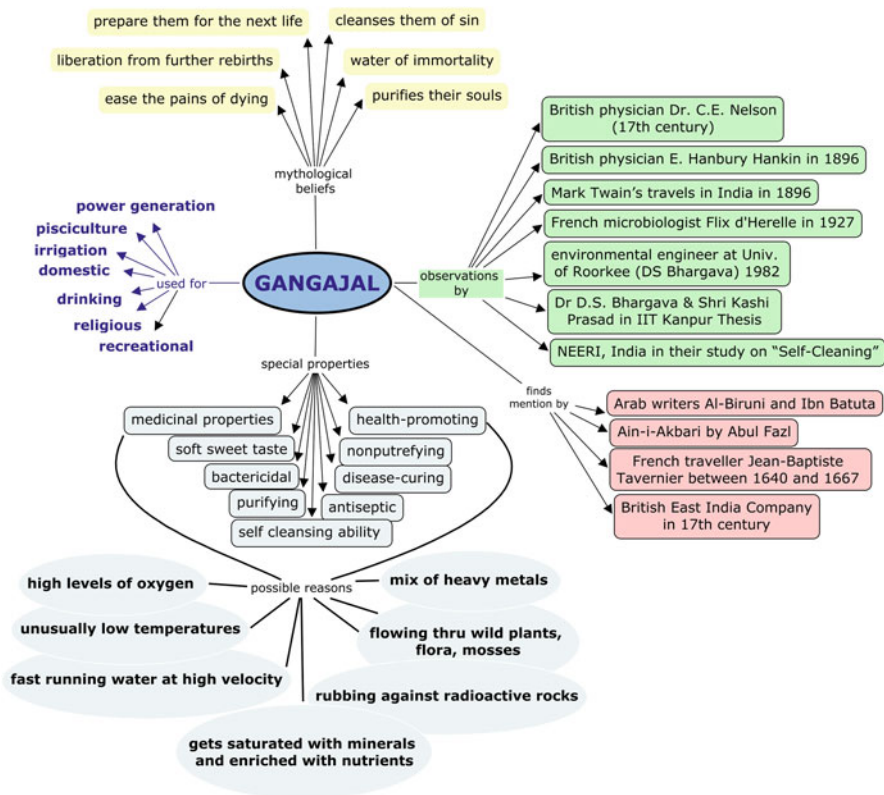 prepare them for the next life
cleanses them of sin
liberation from further rebirths
water of immortality
ease the pains of dying
purifies their souls
mythological
beliefs
British physician Dr. C.E. Nelson
(17th century)
British physician E. Hanbury Hankin in 1896
Mark Twain's travels in India in 1896
French microbiologist Flix d'Herelle in 1927
environmental engineer at Univ.
of Roorkee (DS Bhargava) 1982
Dr D.S. Bhargava & Shri Kashi
Prasad in IIT Kanpur Thesis
NEERI, India in their study on "Self-Cleaning"
observations
by
power generation
pisciculture
irrigation
domestic
drinking
religious
recreational
used for
GANGAJAL
special properties
medicinal properties
health-promoting
soft sweet taste
nonputrefying
bactericidal
disease-curing
purifying
antiseptic
self cleansing ability
finds
mention by
Arab writers Al-Biruni and Ibn Batuta
Ain-i-Akbari by Abul Fazl
French traveller Jean-Baptiste
Tavernier between 1640 and 1667
British East India Company
in 17th century
possible reasons
high levels of oxygen
mix of heavy metals
unusually low temperatures
flowing thru wild plants,
flora, mosses
fast running water at high velocity
rubbing against radioactive rocks
gets saturated with minerals
and enriched with nutrients